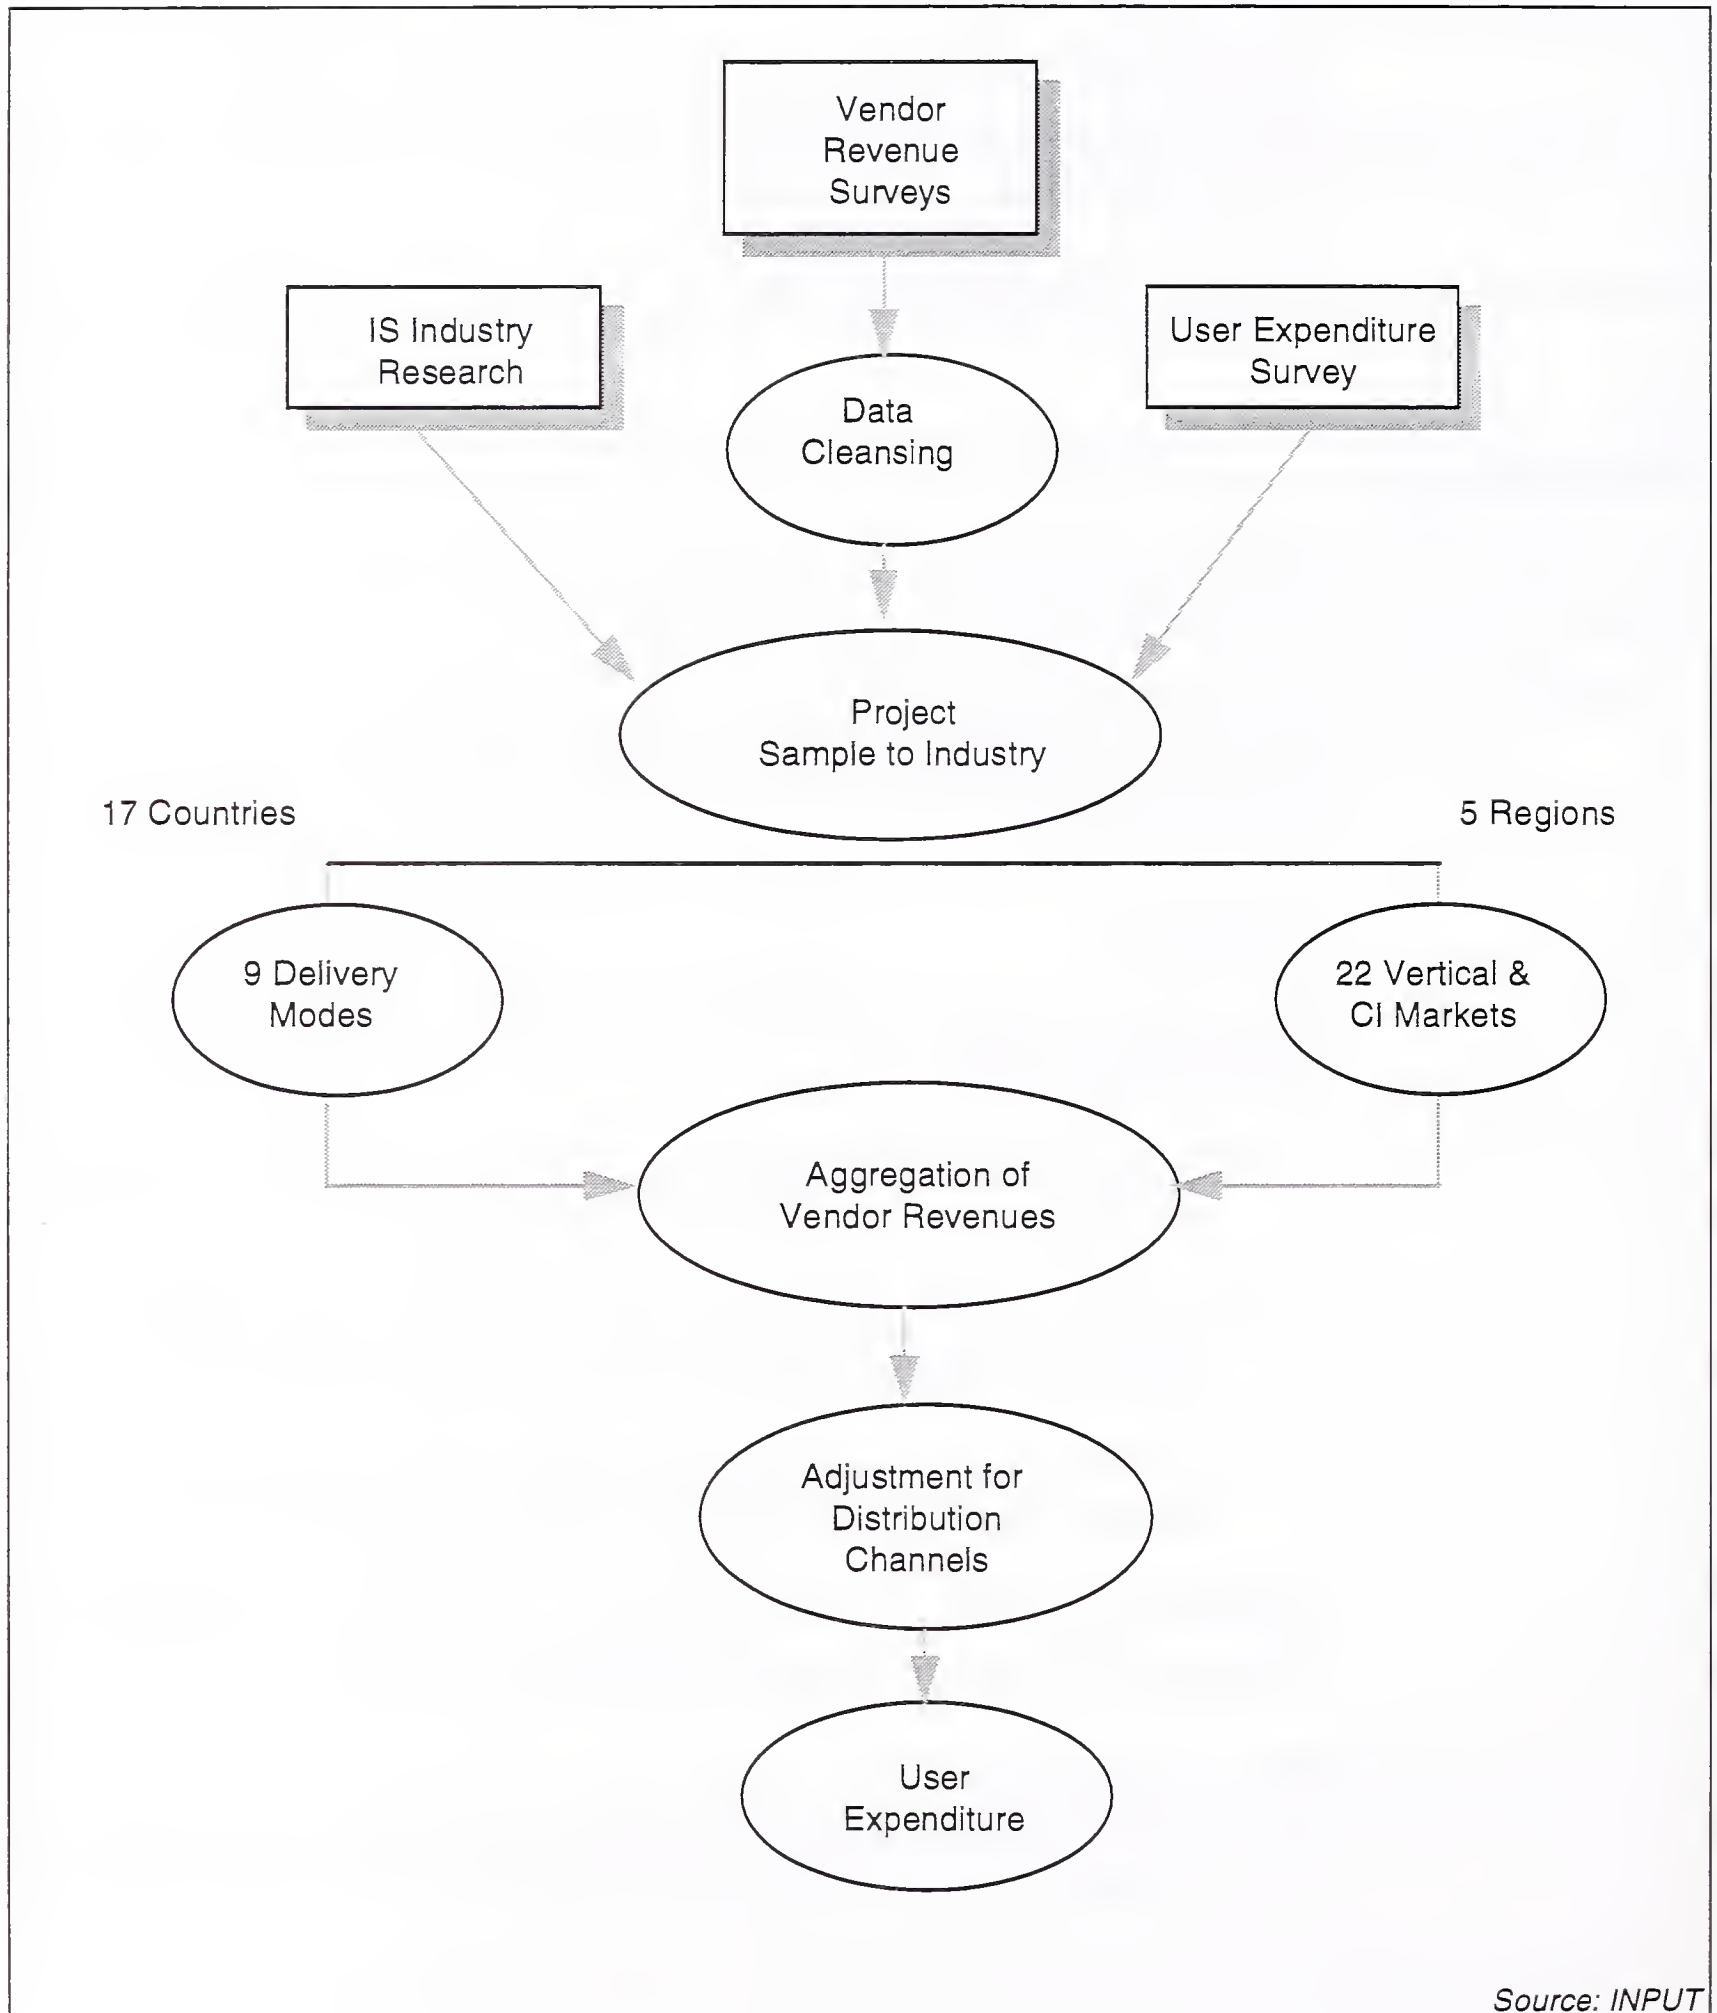 Vendor
Revenue
Surveys
IS Industry
Research
User Expenditure
Survey
Data
Cleansing
Project
Sample to Industry
17 Countries
5 Regions
9 Delivery
Modes
22 Vertical &
CI Markets
Aggregation of
Vendor Revenues
Adjustment for
Distribution
Channels
User
Expenditure
Source: INPUT